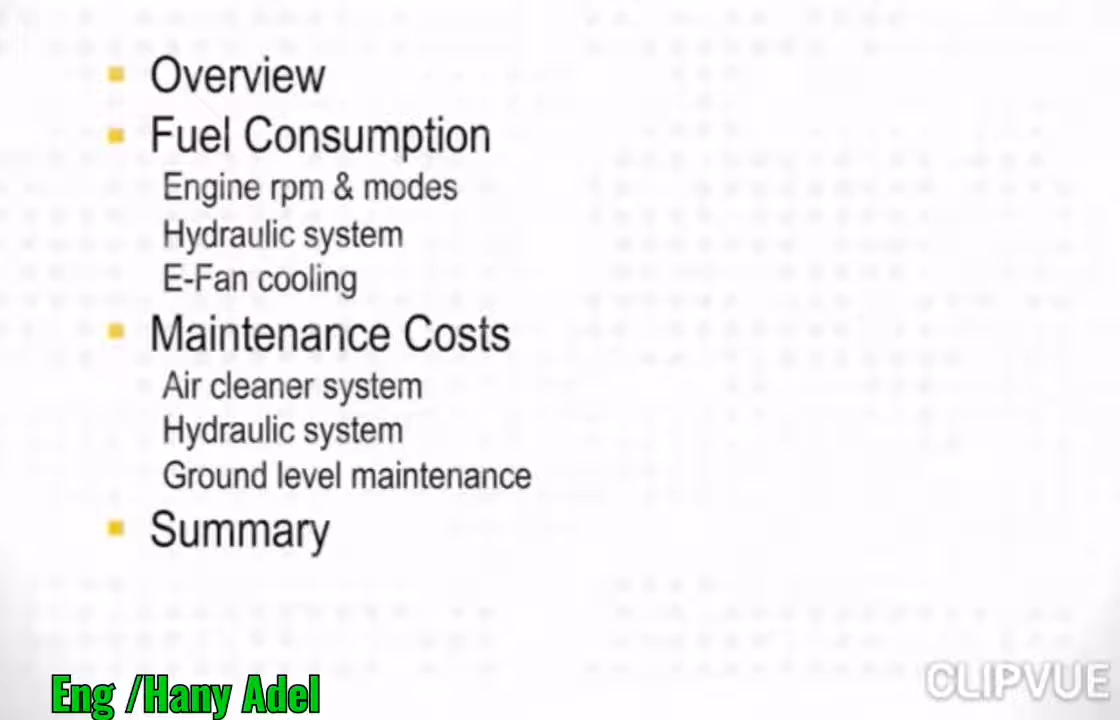 Overview
Fuel Consumption
Engine rpm & modes
Hydraulic system
E-Fan cooling
Maintenance Costs
Air cleaner system
Hydraulic system
Ground level maintenance
Summary
Eng /Hany Adel
CLIPVUE